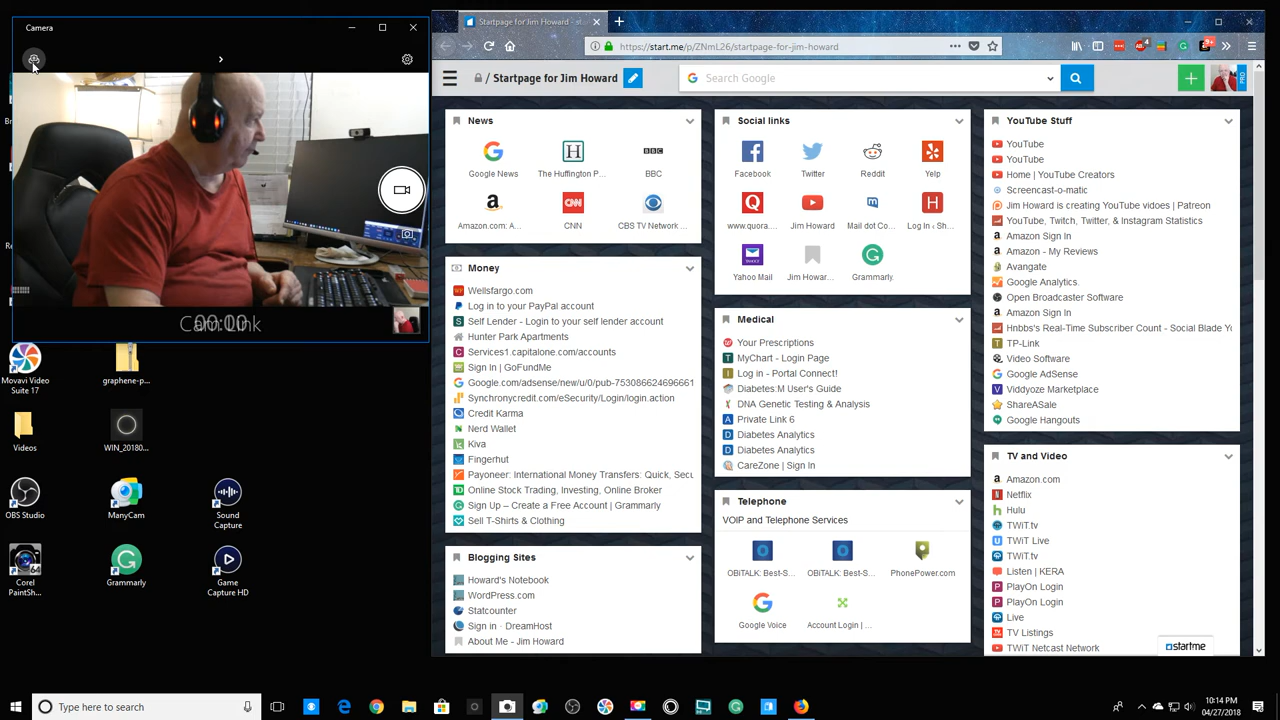 Camera
Cam Link
00:00
Movavi Video
Suite 17
graphene-p...
Videos
WIN_20180...
OBS Studio
ManyCam
Sound
Capture
Corel
PaintSh...
Grammarly
Game
Capture HD
Startpage for Jim Howard - star
https://start.me/p/ZNmL26/startpage-for-jim-howard
/ Startpage for Jim Howard
Search Google
PRO
News
Google News
The Huffington P...
BBC
Amazon.com: A...
CNN
CBS TV Network ...
Money
Wellsfargo.com
Log in to your PayPal account
Self Lender - Login to your self lender account
Hunter Park Apartments
Services1.capitalone.com/accounts
Sign In | GoFundMe
Google.com/adsense/new/u/0/pub-753086624696661
Synchronycredit.com/eSecurity/Login/login.action
Credit Karma
Nerd Wallet
Kiva
Fingerhut
Payoneer: International Money Transfers: Quick, Secu
Online Stock Trading, Investing, Online Broker
Sign Up – Create a Free Account | Grammarly
Sell T-Shirts & Clothing
Blogging Sites
Howard's Notebook
WordPress.com
Statcounter
Sign in · DreamHost
About Me - Jim Howard
Social links
Facebook
Twitter
Reddit
Yelp
www.quora....
Jim Howard
Mail dot Co...
Log In ‹ Sh...
Yahoo Mail
Jim Howar...
Grammarly.
Medical
Your Prescriptions
MyChart - Login Page
Log in - Portal Connect!
Diabetes:M User's Guide
DNA Genetic Testing & Analysis
Private Link 6
Diabetes Analytics
Diabetes Analytics
CareZone | Sign In
Telephone
VOIP and Telephone Services
OBiTALK: Best-S...
OBiTALK: Best-S...
PhonePower.com
Google Voice
Account Login | ...
YouTube Stuff
YouTube
YouTube
Home | YouTube Creators
Screencast-o-matic
Jim Howard is creating YouTube vidoes | Patreon
YouTube, Twitch, Twitter, & Instagram Statistics
Amazon Sign In
Amazon - My Reviews
Avangate
Google Analytics.
Open Broadcaster Software
Amazon Sign In
Hnbbs's Real-Time Subscriber Count - Social Blade Yo
TP-Link
Video Software
Google AdSense
Viddyoze Marketplace
ShareASale
Google Hangouts
TV and Video
Amazon.com
Netflix
Hulu
TWiT.tv
TWiT Live
TWiT.tv
Listen | KERA
PlayOn Login
PlayOn Login
Live
TV Listings
TWiT Netcast Network
startme
Type here to search
10:14 PM
04/27/2018